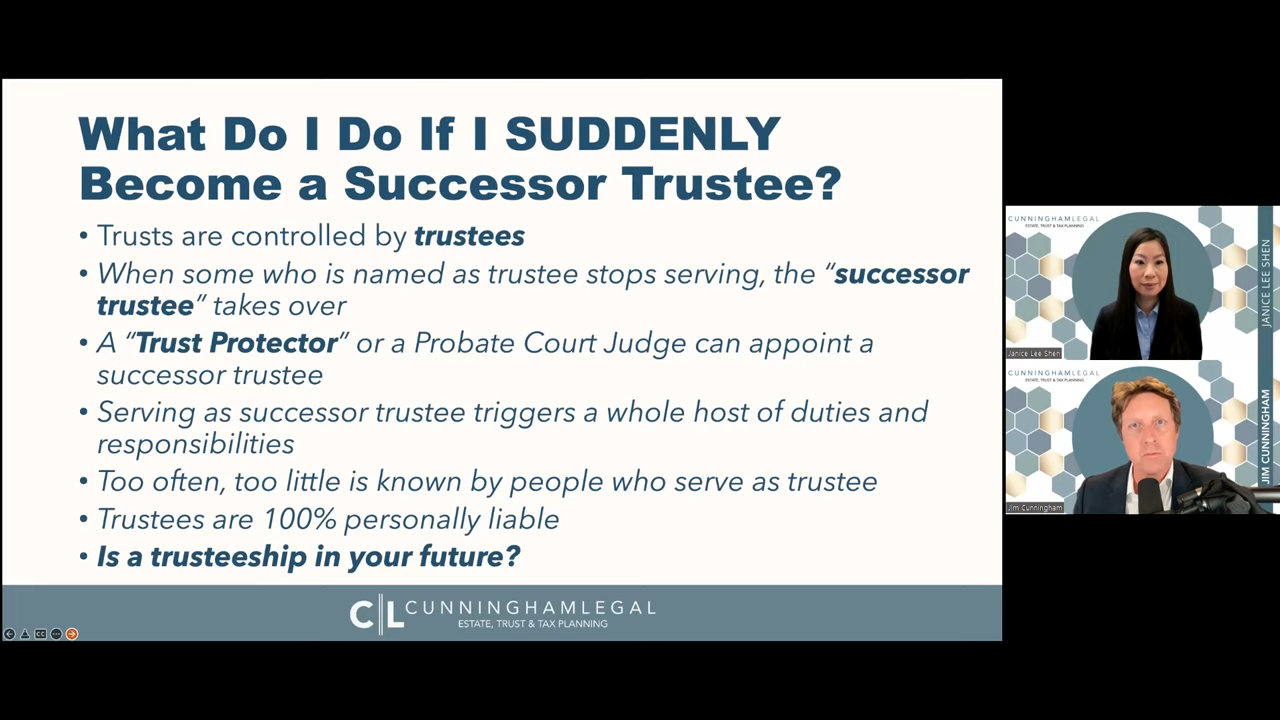 What Do I Do If I SUDDENLY
Become a Successor Trustee?
• Trusts are controlled by trustees
• When some who is named as trustee stops serving, the “successor
trustee” takes over
• A “Trust Protector” or a Probate Court Judge can appoint a
successor trustee
• Serving as successor trustee triggers a whole host of duties and
responsibilities
• Too often, too little is known by people who serve as trustee
• Trustees are 100% personally liable
• Is a trusteeship in your future?
CL CUNNINGHAMLEGAL
ESTATE, TRUST & TAX PLANNING
CC
CUNNINGHAMLEGAL
ESTATE, TRUST & TAX PLANNING
JANICE LEE SHEN
Janice Lee Shen
CUNNINGHAMLEGAL
ESTATE, TRUST & TAX PLANNING
JIM CUNNINGHAM
Jim Cunningham